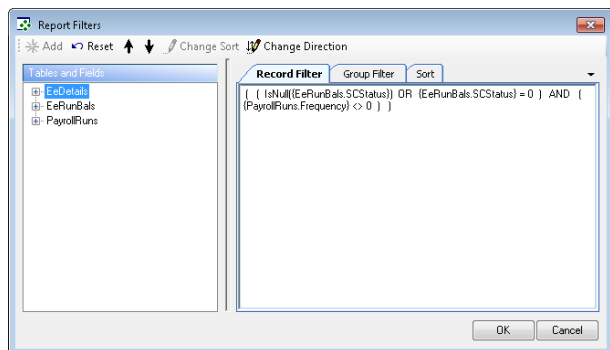 Report Filters
Add Reset Change Sort Change Direction
Tables and Fields
EeDetails
EeRunBals
PayrollRuns
Record Filter Group Filter Sort
( ( IsNull({EeRunBals.SCStatus}) OR {EeRunBals.SCStatus} = 0 ) AND (
{PayrollRuns.Frequency} <> 0 ) )
OK Cancel